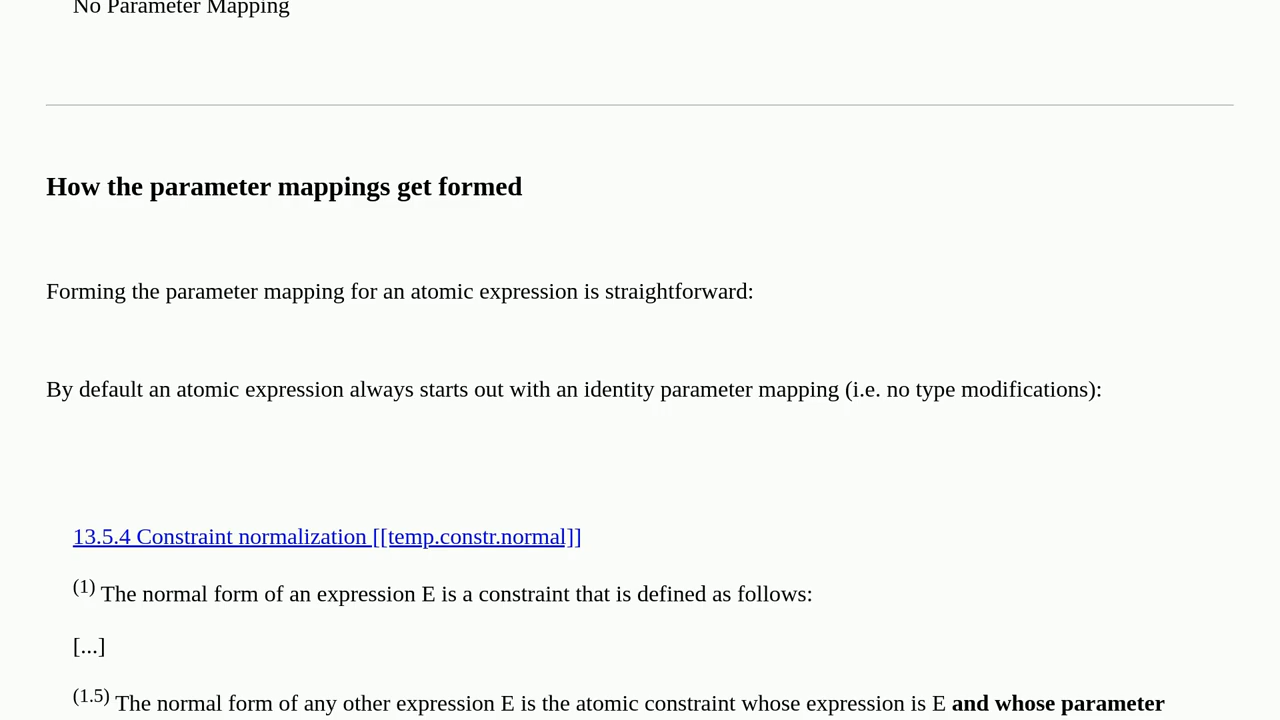 No Parameter Mapping
How the parameter mappings get formed
Forming the parameter mapping for an atomic expression is straightforward:
By default an atomic expression always starts out with an identity parameter mapping (i.e. no type modifications):
13.5.4 Constraint normalization [[temp.constr.normal]]
(1) The normal form of an expression E is a constraint that is defined as follows:
[...]
(1.5) The normal form of any other expression E is the atomic constraint whose expression is E and whose parameter